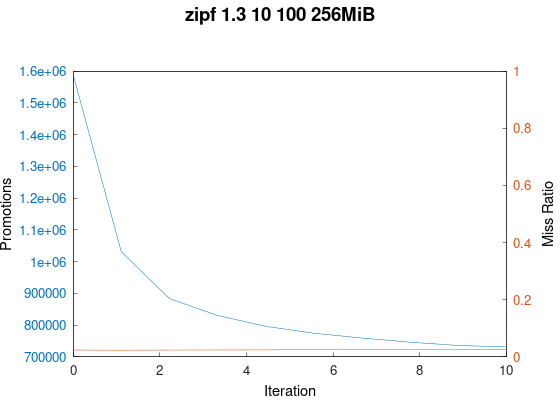 zipf 1.3 10 100 256MiB
1.6e+06
1.5e+06
1.4e+06
1.3e+06
1.2e+06
1.1e+06
1e+06
900000
800000
700000
Promotions
1
0.8
0.6
0.4
0.2
0
Miss Ratio
0 2 4 6 8 10
Iteration